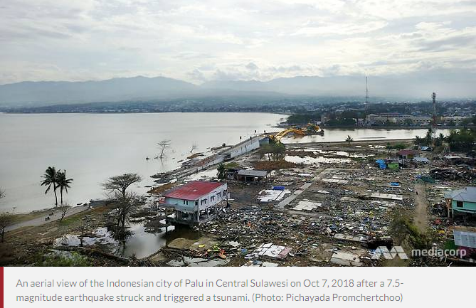 mediacorp
An aerial view of the Indonesian city of Palu in Central Sulawesi on Oct 7, 2018 after a 7.5-
magnitude earthquake struck and triggered a tsunami. (Photo: Pichayada Promchertchoo)